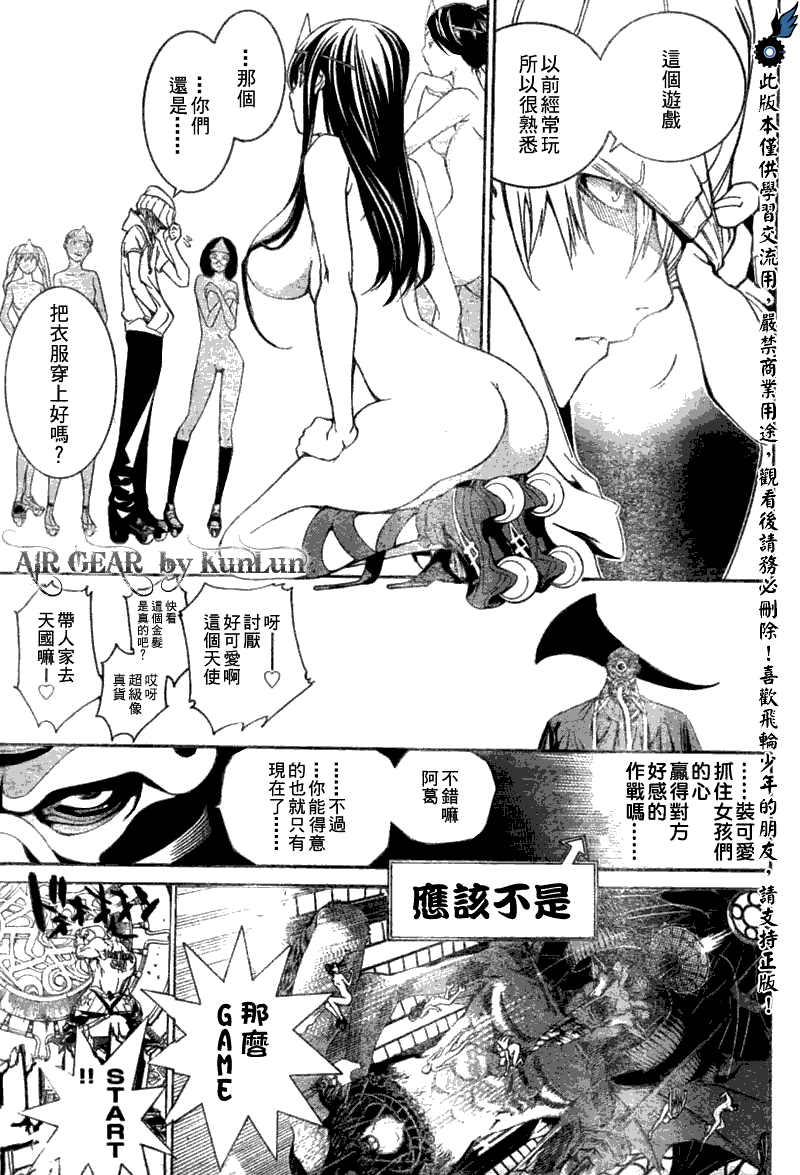 這個遊戲
以前經常玩
所以很熟悉
…那個
…你們
還是……
把衣服穿上好嗎？
AIR GEAR by KunLun
呀——
討厭
好可愛啊
這個天使
快看
這個金髮
是真的吧？
哎呀
超級像
真貨
帶人家去
天國嘛ー♡
……裝可愛
抓住女孩們
的心
贏得對方
好感的
作戰嗎……
應該不是
不錯嘛
阿葛
……不過
…你能得意
的也就只有
現在了……
那麼
GAME
START
!!
此版本僅供學習交流用，嚴禁商業用途，觀看後請務必刪除！喜歡飛輪少年的朋友，請支持正版！